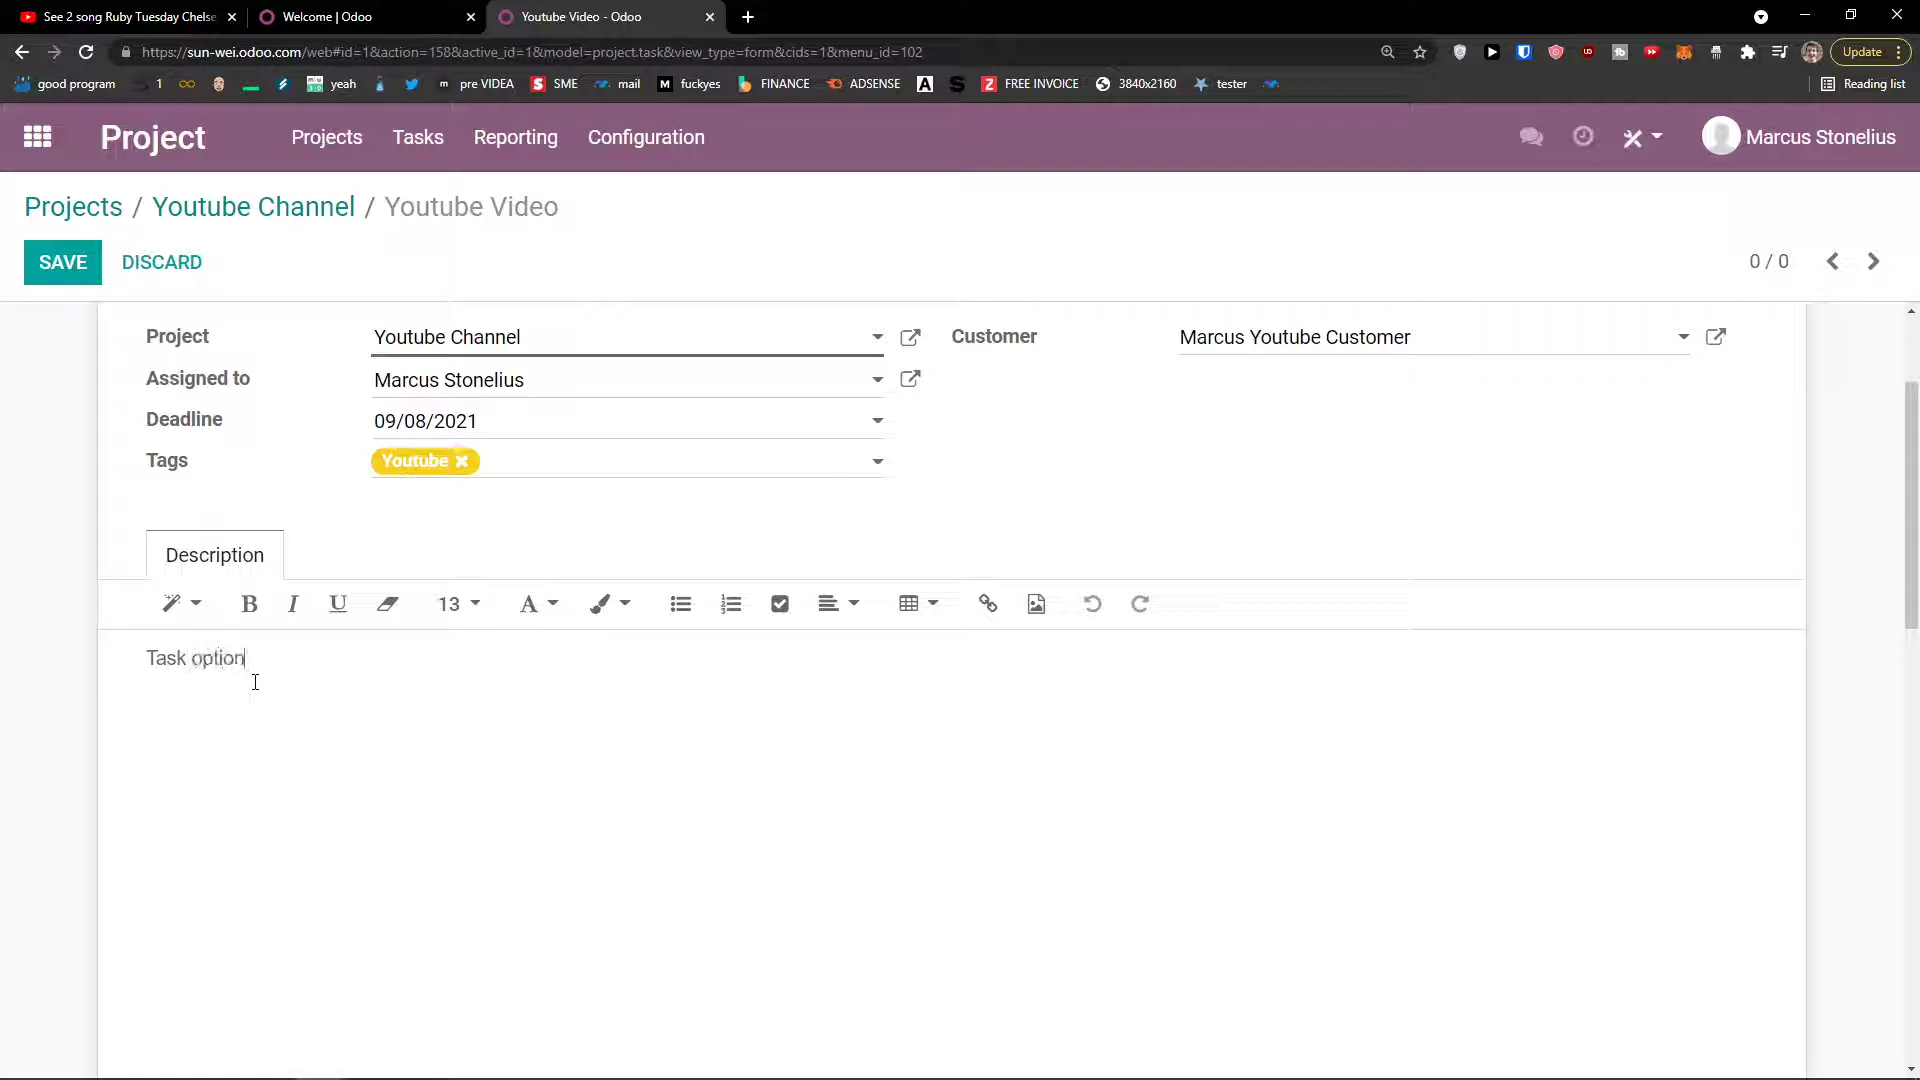 See 2 song Ruby Tuesday Chelse
Welcome | Odoo
Youtube Video - Odoo
https://sun-wei.odoo.com/web#id=1&action=158&active_id=1&model=project.task&view_type=form&cids=1&menu_id=102
Update
good program
1
yeah
pre VIDEA
SME
mail
fuckyes
FINANCE
ADSENSE
FREE INVOICE
3840x2160
tester
Reading list
Project
Projects
Tasks
Reporting
Configuration
Marcus Stonelius
Projects / Youtube Channel / Youtube Video
SAVE
DISCARD
0 / 0
Project
Youtube Channel
Customer
Marcus Youtube Customer
Assigned to
Marcus Stonelius
Deadline
09/08/2021
Tags
Youtube
Description
B I U 13 A
Task option